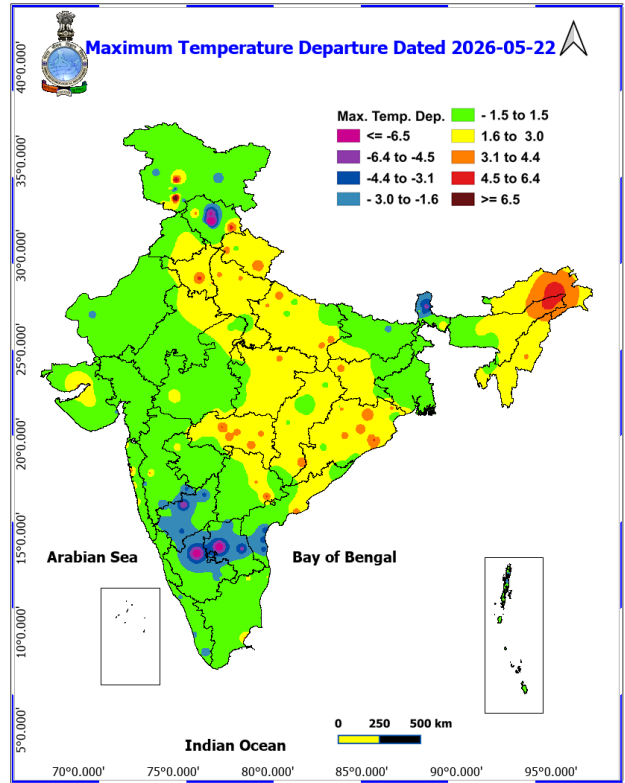 Maximum Temperature Departure Dated 2026-05-22
Max. Temp. Dep.
<= -6.5
-6.4 to -4.5
-4.4 to -3.1
- 3.0 to -1.6
- 1.5 to 1.5
1.6 to 3.0
3.1 to 4.4
4.5 to 6.4
>= 6.5
40°0.000'
35°0.000'
30°0.000'
25°0.000'
20°0.000'
15°0.000'
10°0.000'
5°0.000'
Arabian Sea
Bay of Bengal
Indian Ocean
0 250 500 km
70°0.000' 75°0.000' 80°0.000' 85°0.000' 90°0.000' 95°0.000'